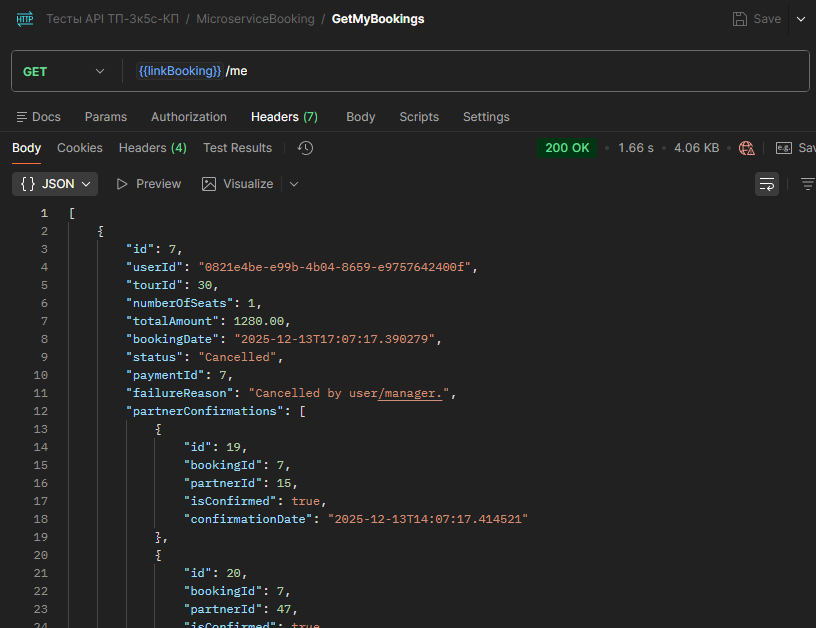 HTTP Тесты API ТП-3к5с-КП / MicroserviceBooking / GetMyBookings Save
GET {{linkBooking}} /me
Docs Params Authorization Headers (7) Body Scripts Settings
Body Cookies Headers (4) Test Results 200 OK • 1.66 s • 4.06 KB • e.g. Sav
{} JSON Preview Visualize
1 [
2 {
3 "id": 7,
4 "userId": "0821e4be-e99b-4b04-8659-e9757642400f",
5 "tourId": 30,
6 "numberOfSeats": 1,
7 "totalAmount": 1280.00,
8 "bookingDate": "2025-12-13T17:07:17.390279",
9 "status": "Cancelled",
10 "paymentId": 7,
11 "failureReason": "Cancelled by user/manager.",
12 "partnerConfirmations": [
13 {
14 "id": 19,
15 "bookingId": 7,
16 "partnerId": 15,
17 "isConfirmed": true,
18 "confirmationDate": "2025-12-13T14:07:17.414521"
19 },
20 {
21 "id": 20,
22 "bookingId": 7,
23 "partnerId": 47,
24 "isConfirmed": true